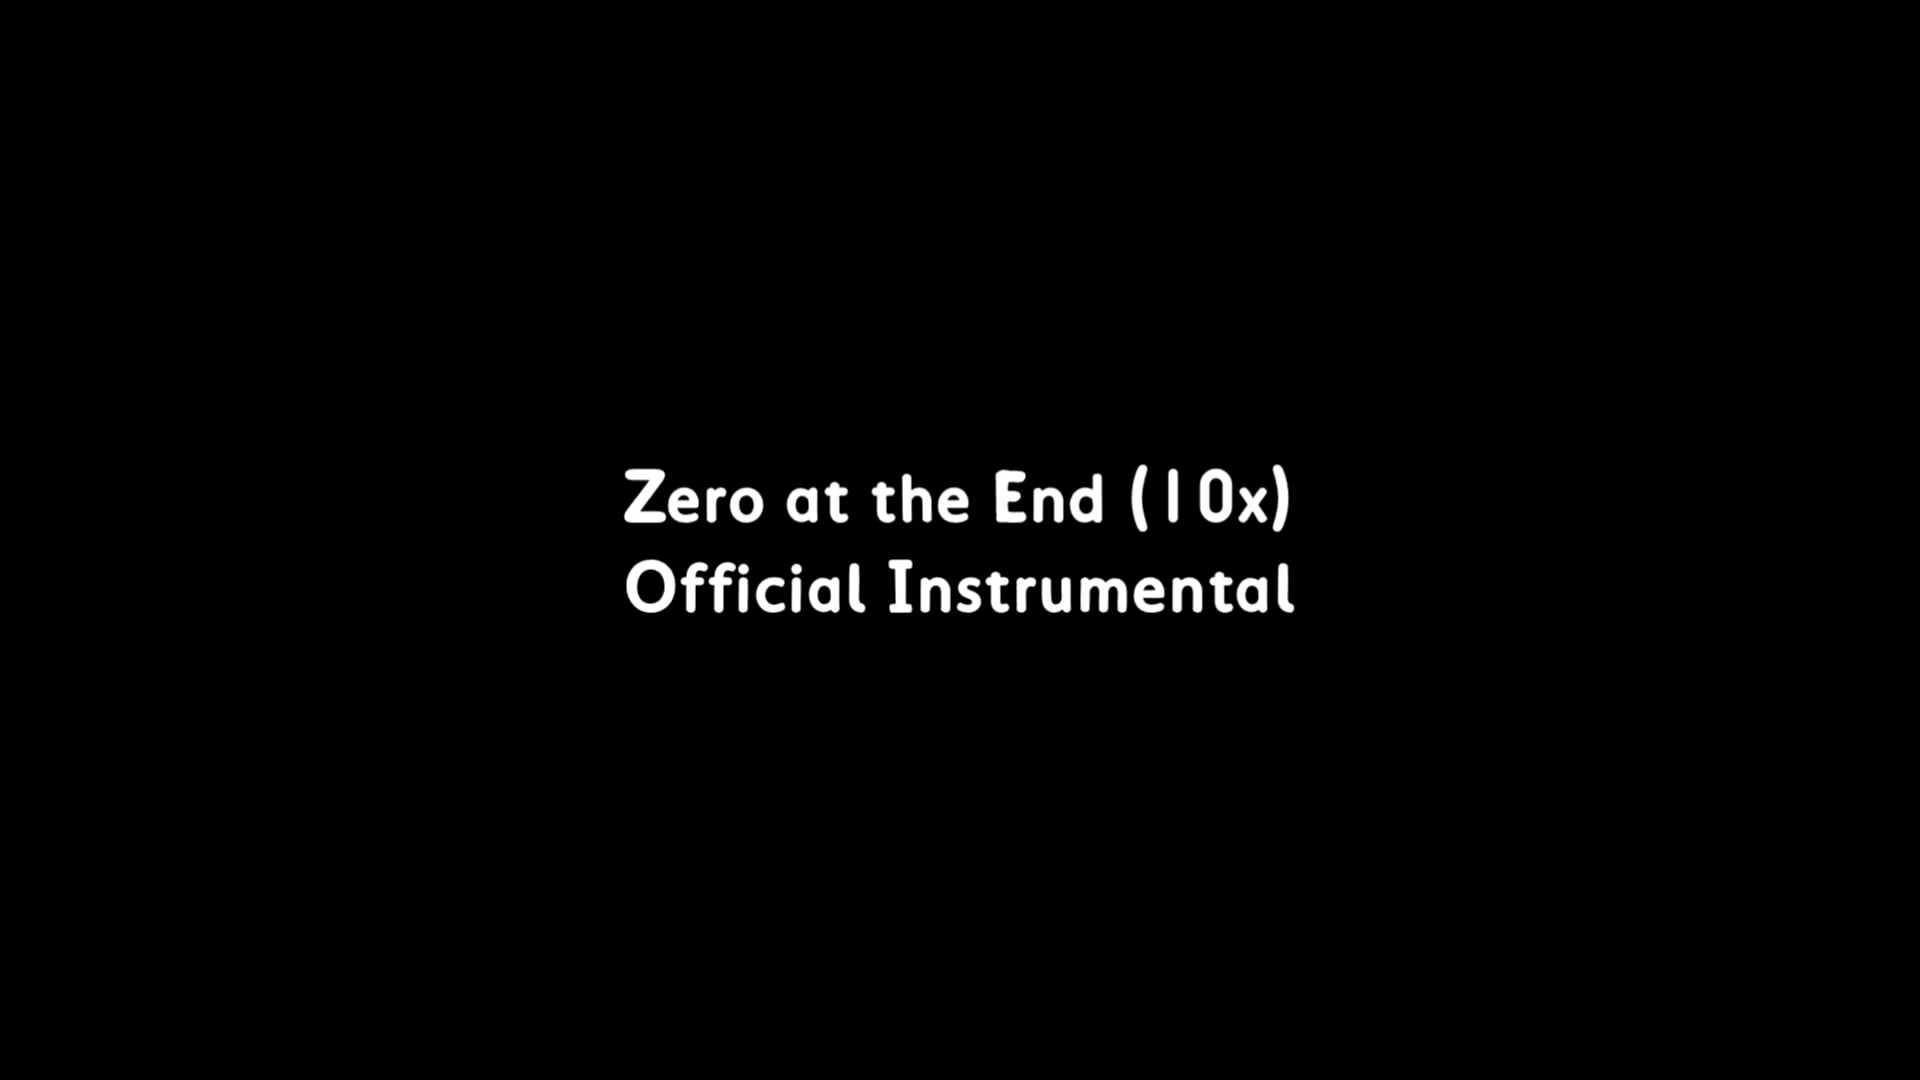 Zero at the End (10x)
Official Instrumental